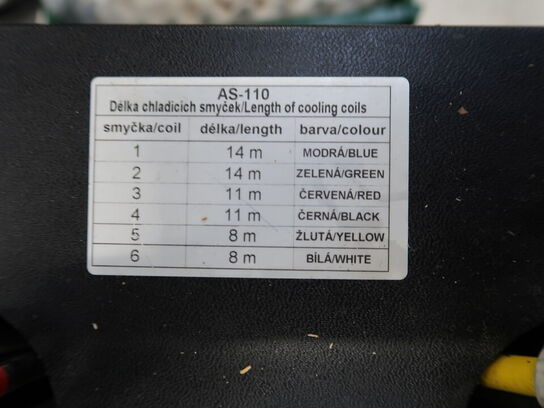 AS-110
Délka chladicich smyček/Length of cooling coils
smyčka/coil délka/length barva/colour
1 14 m MODRÁ/BLUE
2 14 m ZELENÁ/GREEN
3 11 m ČERVENÁ/RED
4 11 m ČERNÁ/BLACK
5 8 m ŽLUTÁ/YELLOW
6 8 m BÍLÁ/WHITE